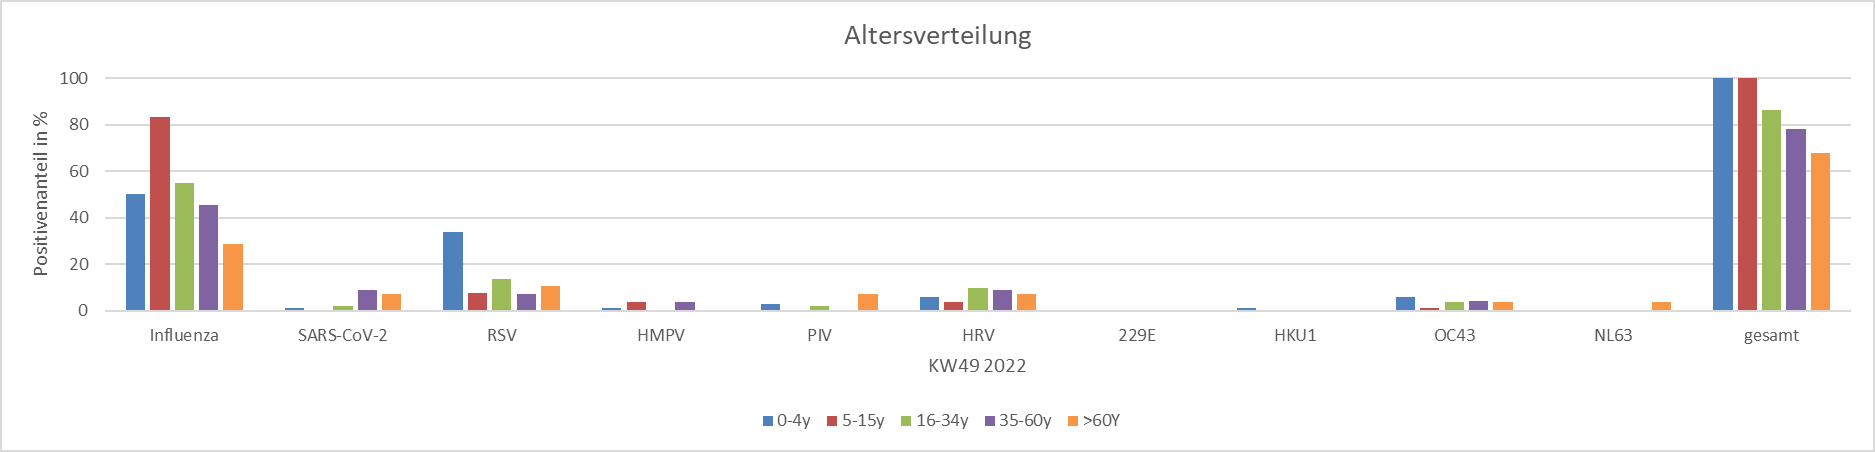 Altersverteilung
Positivenanteil in %
100
80
60
40
20
0
Influenza SARS-CoV-2 RSV HMPV PIV HRV 229E HKU1 OC43 NL63 gesamt
KW49 2022
0-4y 5-15y 16-34y 35-60y >60Y